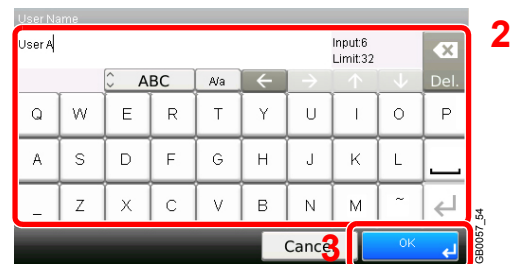 User Name
User A
Input:6
Limit:32
2
ABC A/a ← → ↑ ↓ Del.
Q W E R T Y U I O P
A S D F G H J K L
_ Z X C V B N M ~
Cance 3 OK
GB0057_54